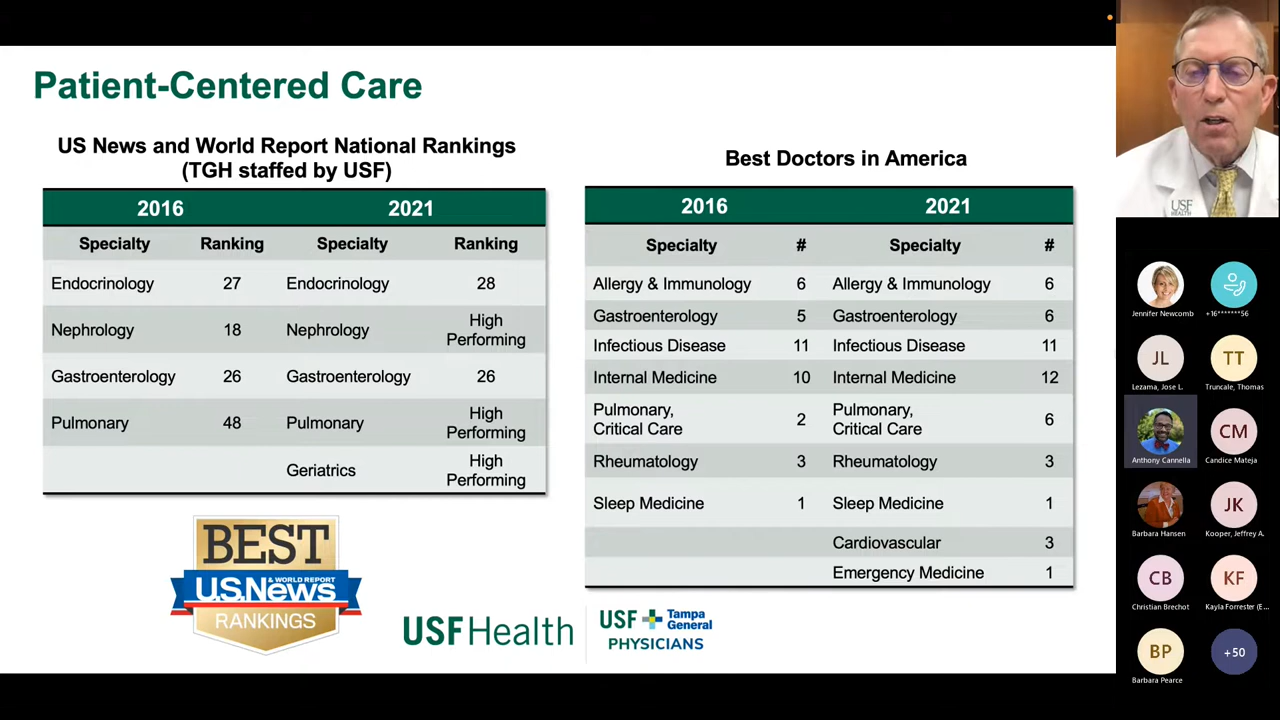 Patient-Centered Care
US News and World Report National Rankings
(TGH staffed by USF)
2016 2021
Specialty Ranking Specialty Ranking
Endocrinology 27 Endocrinology 28
Nephrology 18 Nephrology High Performing
Gastroenterology 26 Gastroenterology 26
Pulmonary 48 Pulmonary High Performing
Geriatrics High Performing
Best Doctors in America
2016 2021
Specialty # Specialty #
Allergy & Immunology 6 Allergy & Immunology 6
Gastroenterology 5 Gastroenterology 6
Infectious Disease 11 Infectious Disease 11
Internal Medicine 10 Internal Medicine 12
Pulmonary, Critical Care 2 Pulmonary, Critical Care 6
Rheumatology 3 Rheumatology 3
Sleep Medicine 1 Sleep Medicine 1
Cardiovascular 3
Emergency Medicine 1
BEST
U.S.News & WORLD REPORT
RANKINGS
USF Health
USF Tampa General
PHYSICIANS
USF
HEALTH
Jennifer Newcomb +16*******56
JL TT
Lezama, Jose L. Truncale, Thomas
CM
Anthony Cannella Candice Mateja
JK
Barbara Hansen Kooper, Jeffrey A.
CB KF
Christian Brechot Kayla Forrester (E...
BP +50
Barbara Pearce